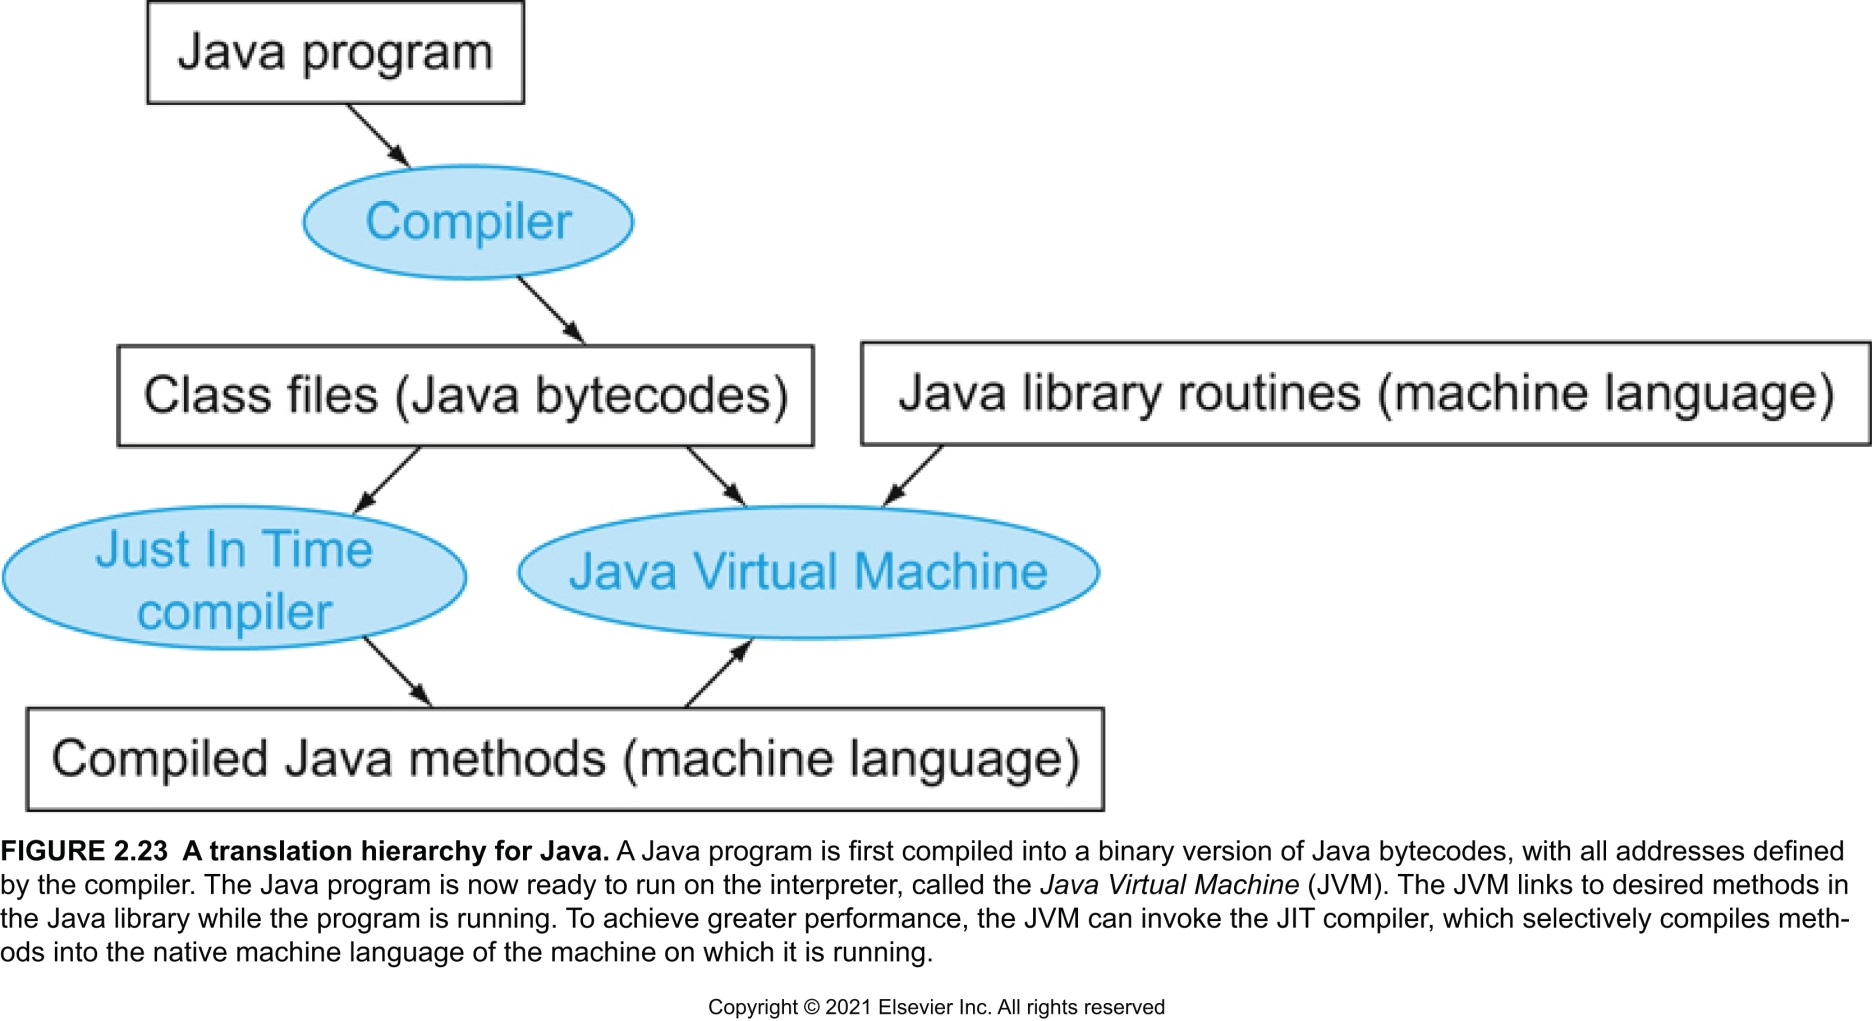 Java program
Compiler
Class files (Java bytecodes)
Java library routines (machine language)
Just In Time
compiler
Java Virtual Machine
Compiled Java methods (machine language)
FIGURE 2.23 A translation hierarchy for Java. A Java program is first compiled into a binary version of Java bytecodes, with all addresses defined
by the compiler. The Java program is now ready to run on the interpreter, called the Java Virtual Machine (JVM). The JVM links to desired methods in
the Java library while the program is running. To achieve greater performance, the JVM can invoke the JIT compiler, which selectively compiles meth-
ods into the native machine language of the machine on which it is running.
Copyright © 2021 Elsevier Inc. All rights reserved